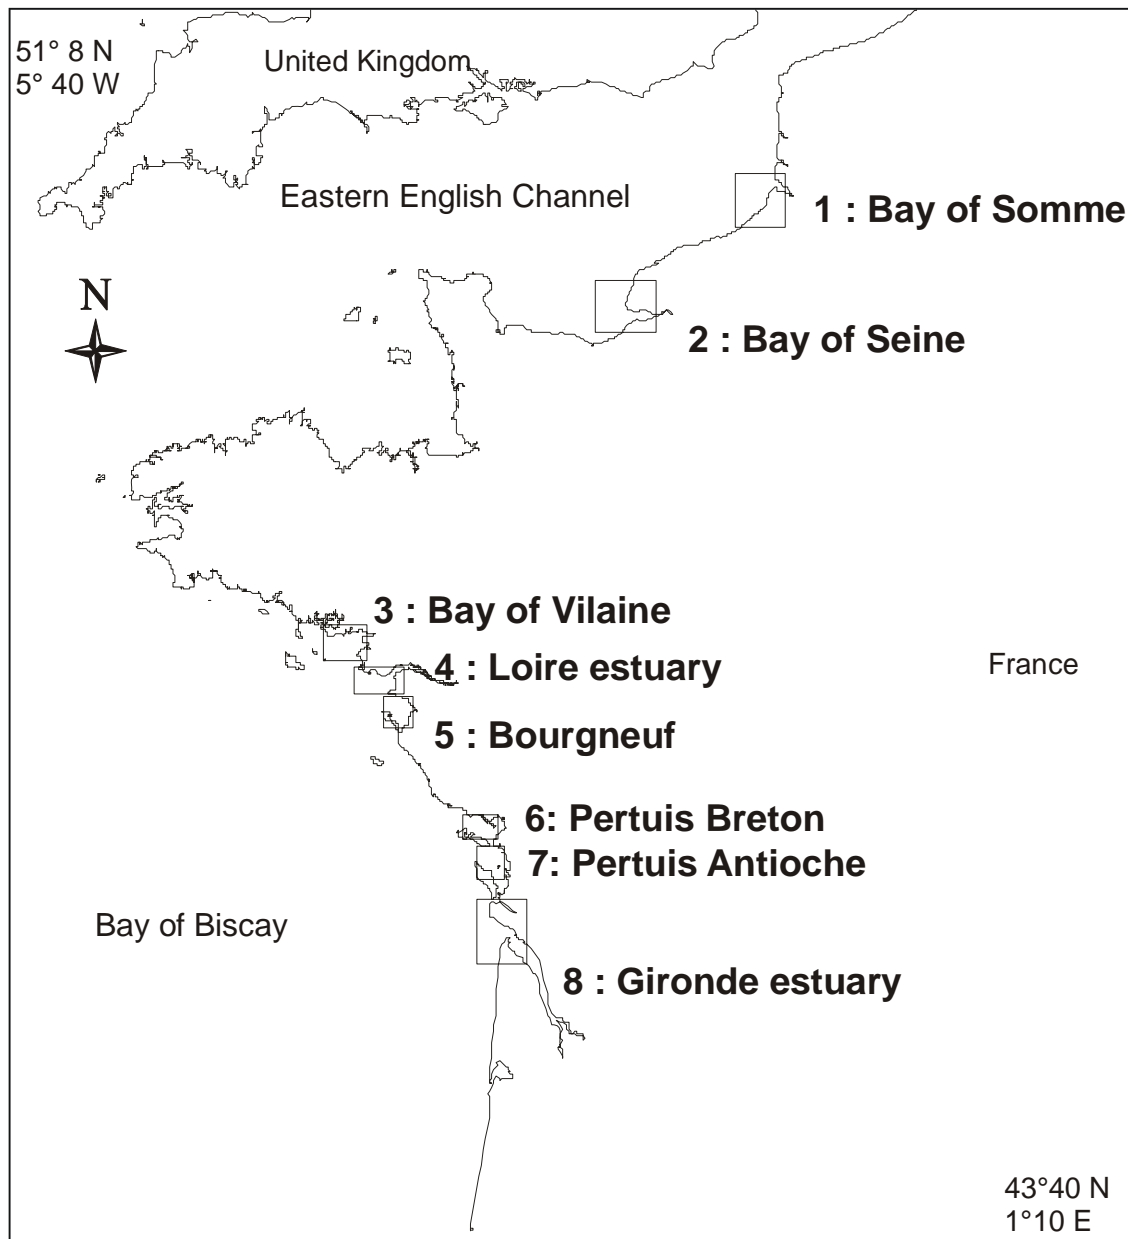 51° 8 N
5° 40 W
United Kingdom
Eastern English Channel
1 : Bay of Somme
N
2 : Bay of Seine
3 : Bay of Vilaine
4 : Loire estuary
France
5 : Bourgneuf
6: Pertuis Breton
7: Pertuis Antioche
Bay of Biscay
8 : Gironde estuary
43°40 N
1°10 E